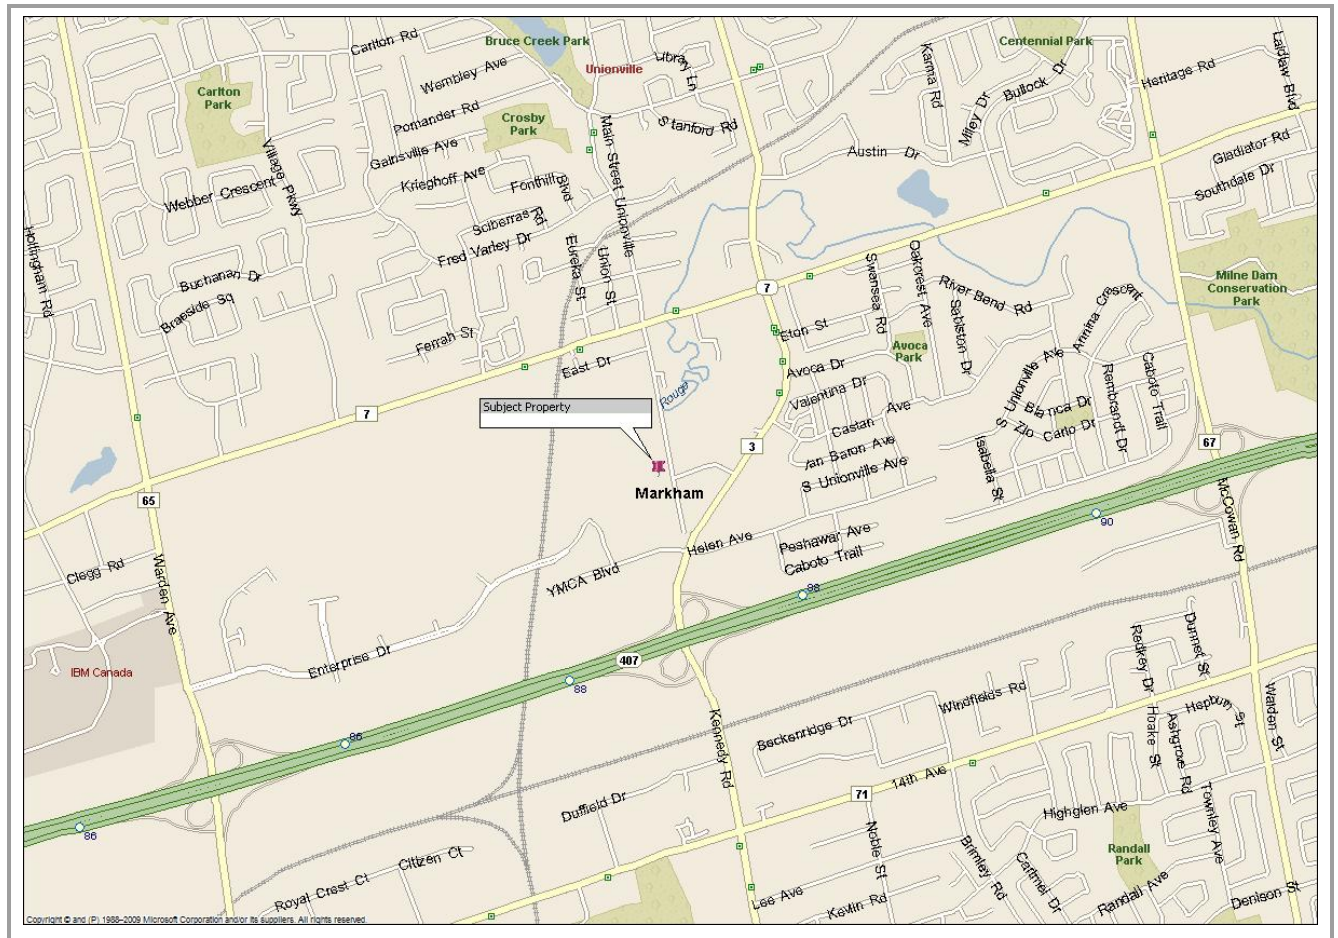 Carlton Rd
Bruce Creek Park
Unionville
Library Ln
Centennial Park
Karma Rd
Laidlaw Blvd
Heritage Rd
Bullock Dr
Wembley Ave
Carlton
Park
Miley Dr
Pomander Rd
Crosby
Park
Stanford Rd
Main Street Unionville
Village Pkwy
Gainsville Ave
Austin Dr
Gladiator Rd
Krieghoff Ave
Fonthill Blvd
Southdale Dr
Webber Crescent
Sciberras Rd
Hollingham Rd
Fred Varley Dr
Eureka St
Union St
Swansea Rd
Oakcrest Ave
Buchanan Dr
Milne Dam
Conservation
Park
River Bend Rd
Annina Crescent
7
Braeside Sq
Sabiston Dr
Eton St
Ferrah St
Avoca
Park
East Dr
Avoca Dr
S Unionville Ave
Caboto Trail
Rembrandt Dr
Rouge
Valentina Dr
Subject Property
Bianca Dr
7
Castan Ave
S Zio Carlo Dr
3
67
Ian Baron Ave
Isabella St
Markham
S Unionville Ave
65
McCowan Rd
90
Helen Ave
Peshawar Ave
Caboto Trail
Clegg Rd
Warden Ave
YMCA Blvd
88
Enterprise Dr
407
IBM Canada
88
Redkey Dr
Dunnet St
Windfields Rd
Walden St
Hepburn St
Kennedy Rd
Beckenridge Dr
Hoake St
Ashgrove Rd
86
14th Ave
71
Duffield Dr
Highglen Ave
Townley Ave
86
Noble St
Brimley Rd
Randall
Park
Citizen Ct
Cartmel Dr
Royal Crest Ct
Lee Ave
Kevin Rd
Randall Ave
Denison St
Copyright © and (P) 1988–2009 Microsoft Corporation and/or its suppliers. All rights reserved.